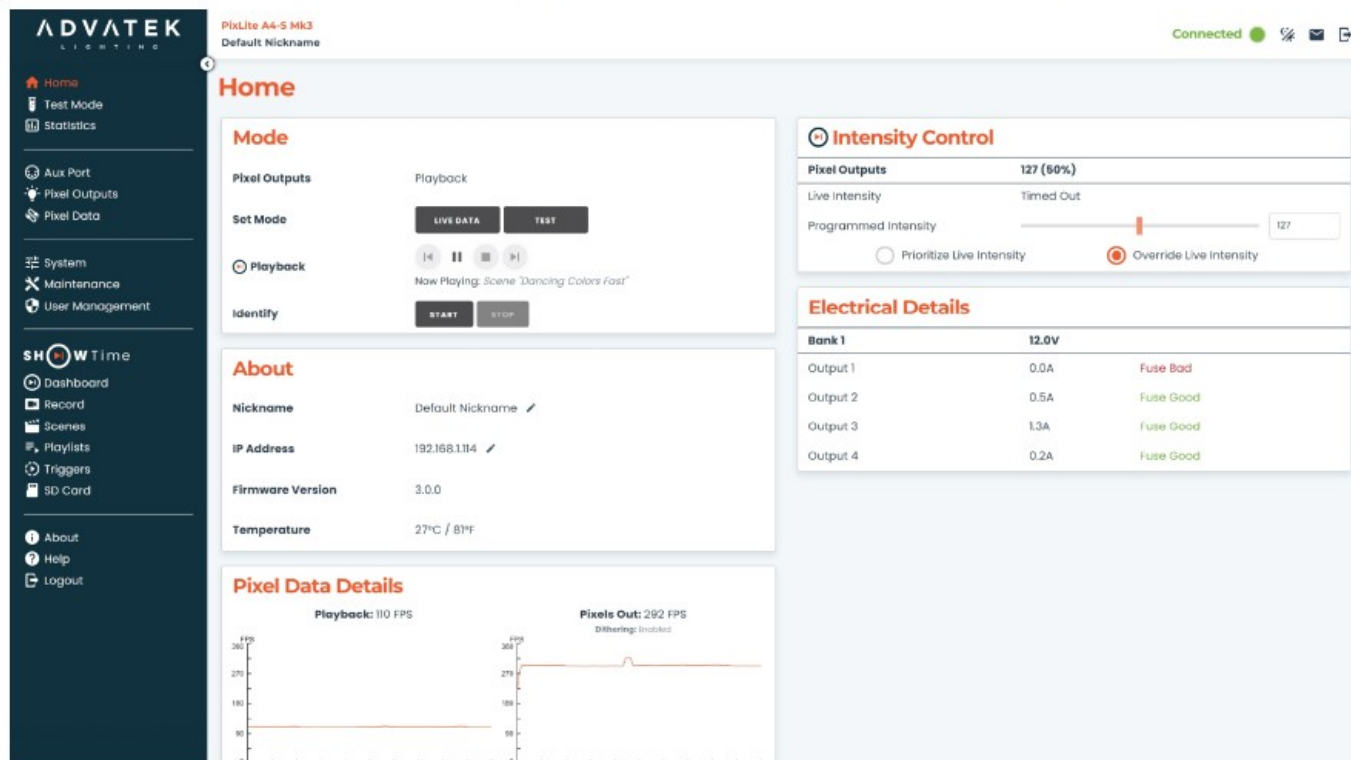 ADVATEK
LIGHTING
Home
Test Mode
Statistics
Aux Port
Pixel Outputs
Pixel Data
System
Maintenance
User Management
SHOWTime
Dashboard
Record
Scenes
Playlists
Triggers
SD Card
About
Help
Logout
PixLite A4-S Mk3
Default Nickname
Connected
Home
Mode
Pixel Outputs Playback
Set Mode LIVE DATA TEST
Playback
Now Playing: Scene "Dancing Colors Fast"
Identify START STOP
About
Nickname Default Nickname
IP Address 192.168.1.114
Firmware Version 3.0.0
Temperature 27°C / 81°F
Pixel Data Details
Playback: 110 FPS
FPS
360
270
180
90
Pixels Out: 292 FPS
Dithering: Enabled
FPS
360
270
180
90
Intensity Control
Pixel Outputs 127 (50%)
Live Intensity Timed Out
Programmed Intensity 127
Prioritize Live Intensity Override Live Intensity
Electrical Details
Bank 1 12.0V
Output 1 0.0A Fuse Bad
Output 2 0.5A Fuse Good
Output 3 1.3A Fuse Good
Output 4 0.2A Fuse Good